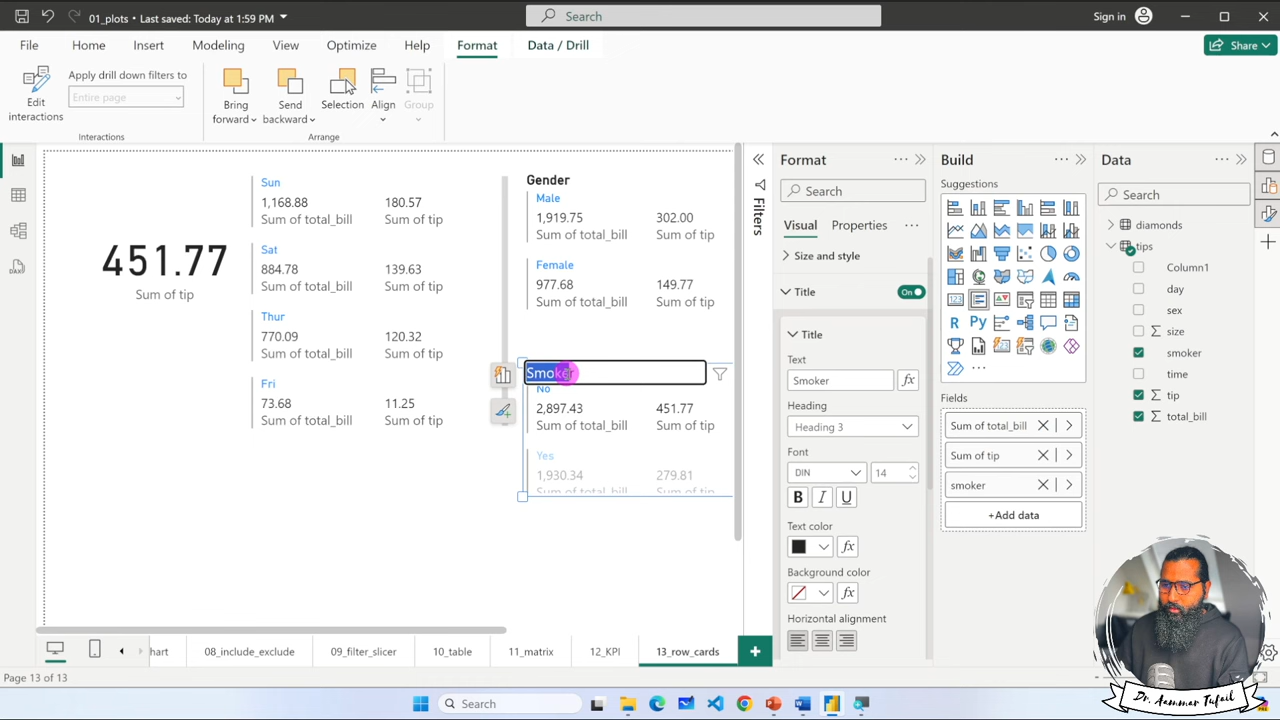 01_plots • Last saved: Today at 1:59 PM
Search
Sign in
File
Home
Insert
Modeling
View
Optimize
Help
Format
Data / Drill
Share
Edit
interactions
Apply drill down filters to
Entire page
Interactions
Bring
forward
Send
backward
Selection
Align
Group
Arrange
451.77
Sum of tip
Sun
1,168.88 180.57
Sum of total_bill Sum of tip
Sat
884.78 139.63
Sum of total_bill Sum of tip
Thur
770.09 120.32
Sum of total_bill Sum of tip
Fri
73.68 11.25
Sum of total_bill Sum of tip
Gender
Male
1,919.75 302.00
Sum of total_bill Sum of tip
Female
977.68 149.77
Sum of total_bill Sum of tip
Smoker
No
2,897.43 451.77
Sum of total_bill Sum of tip
Yes
1,930.34 279.81
Sum of total_bill Sum of tip
Filters
Format
Search
Visual
Properties
Size and style
Title
On
Title
Text
Smoker
fx
Heading
Heading 3
Font
DIN
14
B I U
Text color
fx
Background color
fx
Horizontal alignment
Build
Suggestions
R Py
Fields
Sum of total_bill
Sum of tip
smoker
+Add data
Data
Search
diamonds
tips
Column1
day
sex
size
smoker
time
tip
total_bill
hart
08_include_exclude
09_filter_slicer
10_table
11_matrix
12_KPI
13_row_cards
Page 13 of 13
Search
Dr. Aammar Tufail